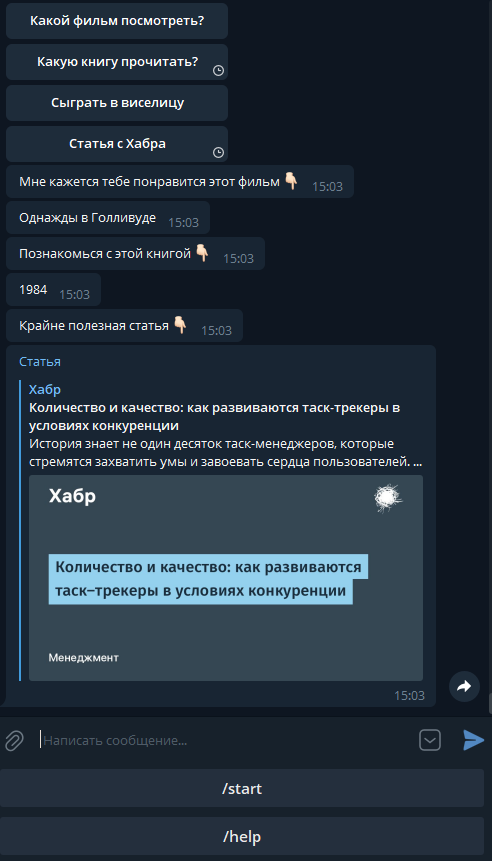 Какой фильм посмотреть?
Какую книгу прочитать?
Сыграть в виселицу
Статья с Хабра
Мне кажется тебе понравится этот фильм 👇🏻 15:03
Однажды в Голливуде 15:03
Познакомься с этой книгой 👇🏻 15:03
1984 15:03
Крайне полезная статья 👇🏻 15:03
Статья
Хабр
Количество и качество: как развиваются таск-трекеры в
условиях конкуренции
История знает не один десяток таск-менеджеров, которые
стремятся захватить умы и завоевать сердца пользователей. ...
Хабр
Количество и качество: как развиваются
таск-трекеры в условиях конкуренции
Менеджмент
15:03
Написать сообщение...
/start
/help